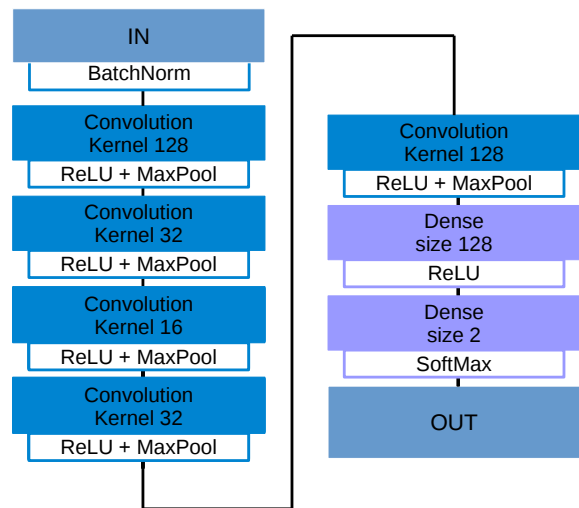 IN
BatchNorm
Convolution
Kernel 128
ReLU + MaxPool
Convolution
Kernel 32
ReLU + MaxPool
Convolution
Kernel 16
ReLU + MaxPool
Convolution
Kernel 32
ReLU + MaxPool
Convolution
Kernel 128
ReLU + MaxPool
Dense
size 128
ReLU
Dense
size 2
SoftMax
OUT